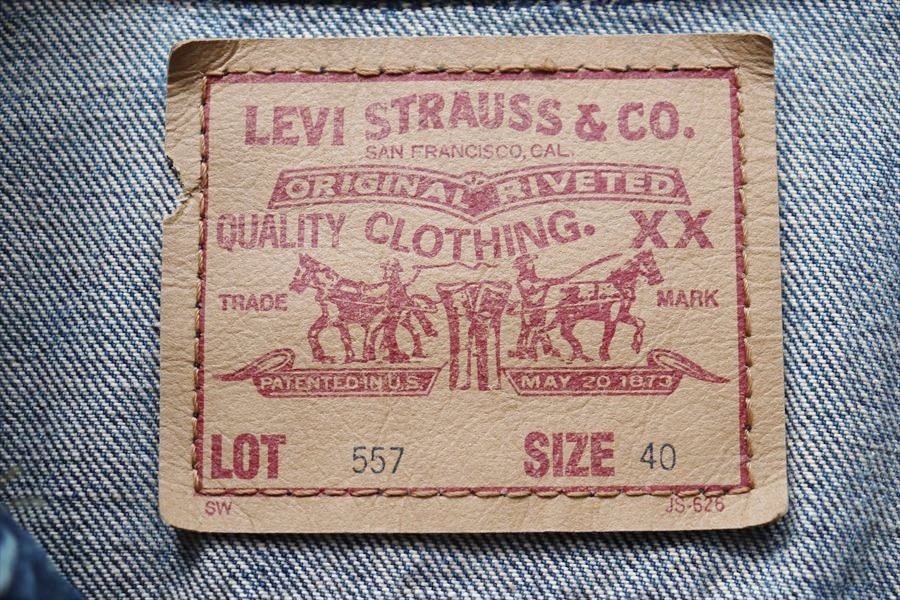 LEVI STRAUSS & CO.
SAN FRANCISCO, CAL.
ORIGINAL RIVETED
QUALITY CLOTHING. XX
TRADE MARK
PATENTED IN U.S. MAY 20 1873
LOT 557 SIZE 40
SW JS-626